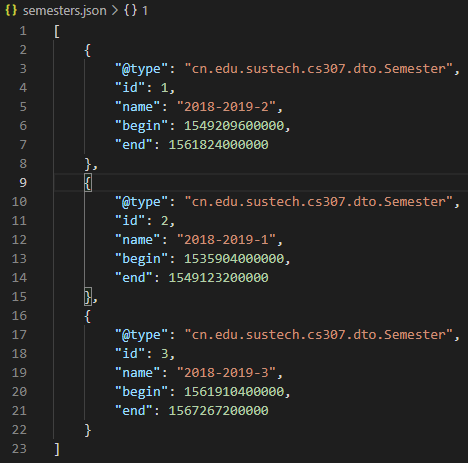 {} semesters.json > {} 1
1 [
2 {
3 "@type": "cn.edu.sustech.cs307.dto.Semester",
4 "id": 1,
5 "name": "2018-2019-2",
6 "begin": 1549209600000,
7 "end": 1561824000000
8 },
9 {
10 "@type": "cn.edu.sustech.cs307.dto.Semester",
11 "id": 2,
12 "name": "2018-2019-1",
13 "begin": 1535904000000,
14 "end": 1549123200000
15 },
16 {
17 "@type": "cn.edu.sustech.cs307.dto.Semester",
18 "id": 3,
19 "name": "2018-2019-3",
20 "begin": 1561910400000,
21 "end": 1567267200000
22 }
23 ]